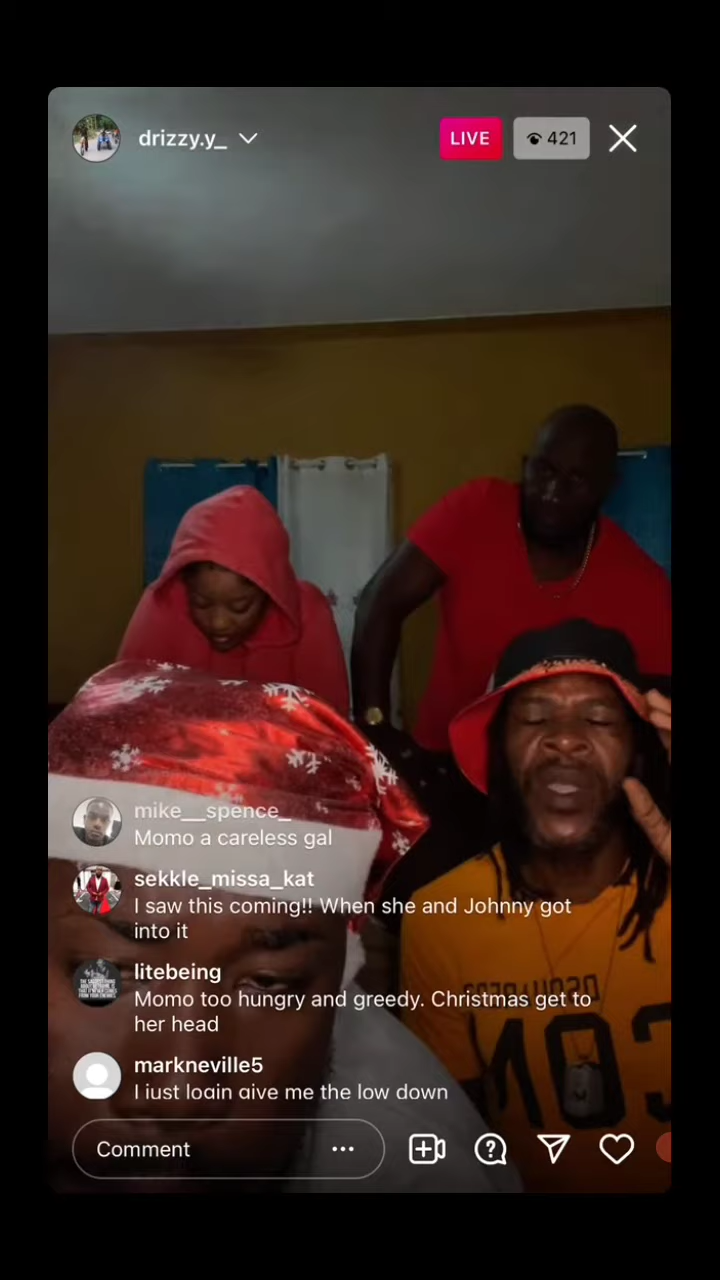 drizzy.y_
LIVE
421
mike__spence_
Momo a careless gal
sekkle_missa_kat
I saw this coming!! When she and Johnny got
into it
litebeing
Momo too hungry and greedy. Christmas get to
her head
markneville5
I just login give me the low down
Comment